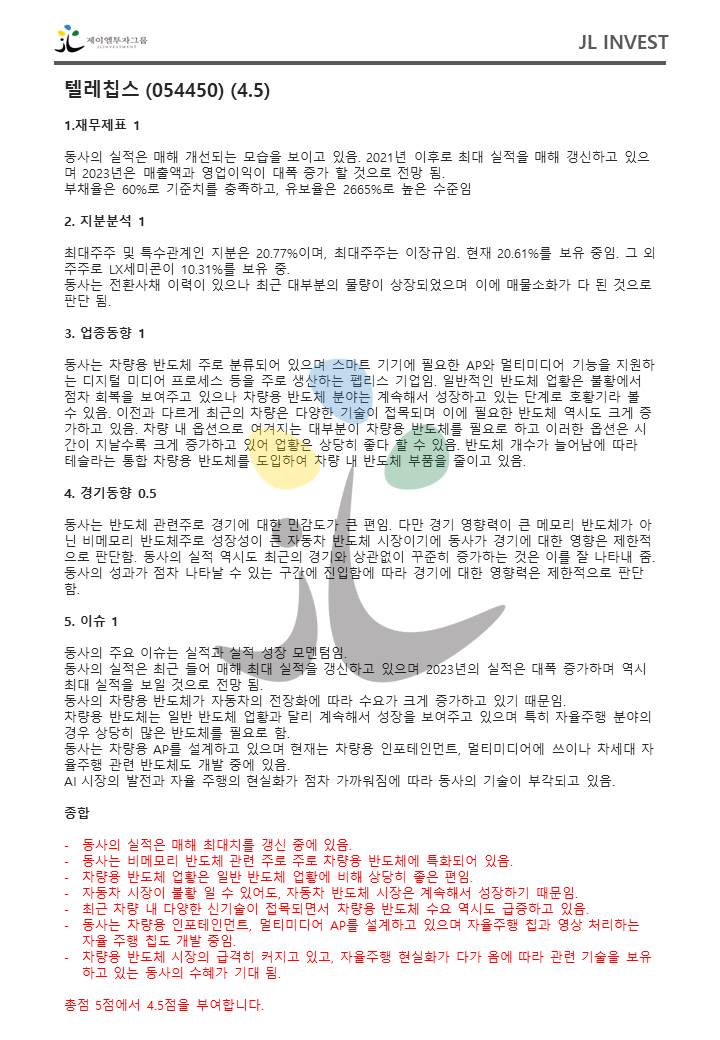 제이엘투자그룹
JL INVESTMENT
JL INVEST
텔레칩스 (054450) (4.5)
1.재무제표 1
동사의 실적은 매해 개선되는 모습을 보이고 있음. 2021년 이후로 최대 실적을 매해 갱신하고 있으
며 2023년은 매출액과 영업이익이 대폭 증가 할 것으로 전망 됨.
부채율은 60%로 기준치를 충족하고, 유보율은 2665%로 높은 수준임
2. 지분분석 1
최대주주 및 특수관계인 지분은 20.77%이며, 최대주주는 이장규임. 현재 20.61%를 보유 중임. 그 외
주주로 LX세미콘이 10.31%를 보유 중.
동사는 전환사채 이력이 있으나 최근 대부분의 물량이 상장되었으며 이에 매물소화가 다 된 것으로
판단 됨.
3. 업종동향 1
동사는 차량용 반도체 주로 분류되어 있으며 스마트 기기에 필요한 AP와 멀티미디어 기능을 지원하
는 디지털 미디어 프로세스 등을 주로 생산하는 팹리스 기업임. 일반적인 반도체 업황은 불황에서
점차 회복을 보여주고 있으나 차량용 반도체 분야는 계속해서 성장하고 있는 단계로 호황기라 볼
수 있음. 이전과 다르게 최근의 차량은 다양한 기술이 접목되며 이에 필요한 반도체 역시도 크게 증
가하고 있음. 차량 내 옵션으로 여겨지는 대부분이 차량용 반도체를 필요로 하고 이러한 옵션은 시
간이 지날수록 크게 증가하고 있어 업황은 상당히 좋다 할 수 있음. 반도체 개수가 늘어남에 따라
테슬라는 통합 차량용 반도체를 도입하여 차량 내 반도체 부품을 줄이고 있음.
4. 경기동향 0.5
동사는 반도체 관련주로 경기에 대한 민감도가 큰 편임. 다만 경기 영향력이 큰 메모리 반도체가 아
닌 비메모리 반도체주로 성장성이 큰 자동차 반도체 시장이기에 동사가 경기에 대한 영향은 제한적
으로 판단함. 동사의 실적 역시도 최근의 경기와 상관없이 꾸준히 증가하는 것은 이를 잘 나타내 줌.
동사의 성과가 점차 나타날 수 있는 구간에 진입함에 따라 경기에 대한 영향력은 제한적으로 판단
함.
5. 이슈 1
동사의 주요 이슈는 실적과 실적 성장 모멘텀임.
동사의 실적은 최근 들어 매해 최대 실적을 갱신하고 있으며 2023년의 실적은 대폭 증가하며 역시
최대 실적을 보일 것으로 전망 됨.
동사의 차량용 반도체가 자동차의 전장화에 따라 수요가 크게 증가하고 있기 때문임.
차량용 반도체는 일반 반도체 업황과 달리 계속해서 성장을 보여주고 있으며 특히 자율주행 분야의
경우 상당히 많은 반도체를 필요로 함.
동사는 차량용 AP를 설계하고 있으며 현재는 차량용 인포테인먼트, 멀티미디어에 쓰이나 차세대 자
율주행 관련 반도체도 개발 중에 있음.
AI 시장의 발전과 자율 주행의 현실화가 점차 가까워짐에 따라 동사의 기술이 부각되고 있음.
종합
- 동사의 실적은 매해 최대치를 갱신 중에 있음.
- 동사는 비메모리 반도체 관련 주로 주로 차량용 반도체에 특화되어 있음.
- 차량용 반도체 업황은 일반 반도체 업황에 비해 상당히 좋은 편임.
- 자동차 시장이 불황 일 수 있어도, 자동차 반도체 시장은 계속해서 성장하기 때문임.
- 최근 차량 내 다양한 신기술이 접목되면서 차량용 반도체 수요 역시도 급증하고 있음.
- 동사는 차량용 인포테인먼트, 멀티미디어 AP를 설계하고 있으며 자율주행 칩과 영상 처리하는
자율 주행 칩도 개발 중임.
- 차량용 반도체 시장의 급격히 커지고 있고, 자율주행 현실화가 다가 옴에 따라 관련 기술을 보유
하고 있는 동사의 수혜가 기대 됨.
총점 5점에서 4.5점을 부여합니다.